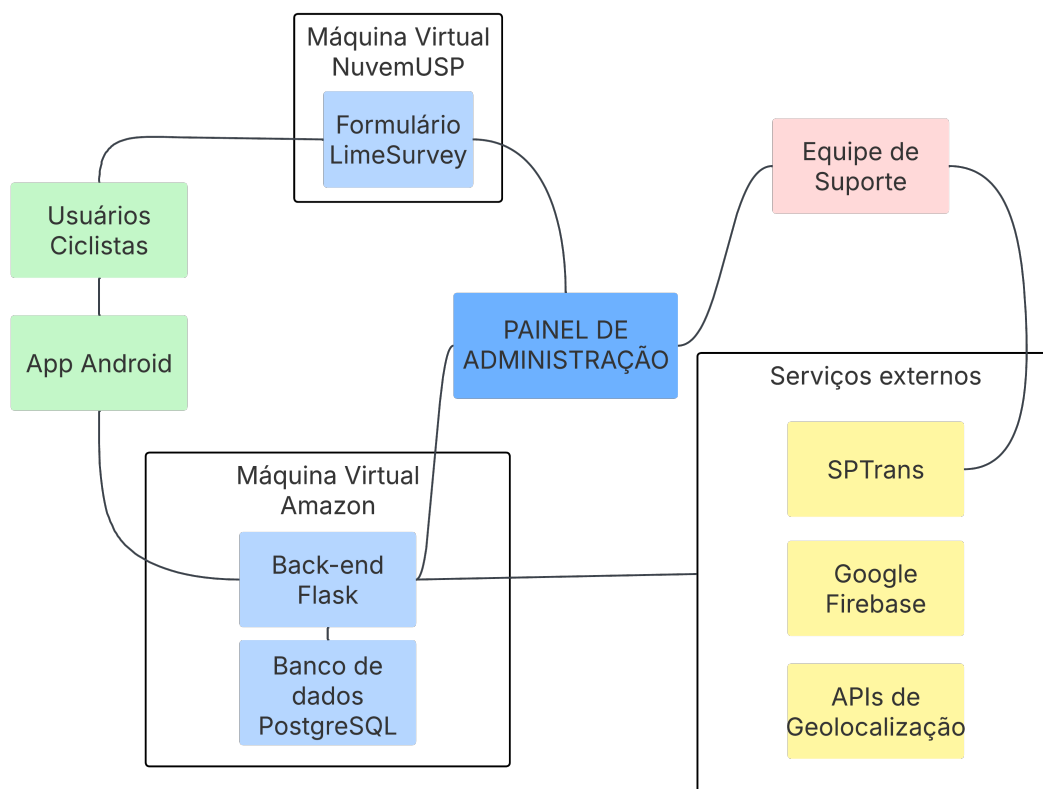 Máquina Virtual
NuvemUSP
Formulário
LimeSurvey
Equipe de
Suporte
Usuários
Ciclistas
App Android
PAINEL DE
ADMINISTRAÇÃO
Serviços externos
SPTrans
Google
Firebase
APIs de
Geolocalização
Máquina Virtual
Amazon
Back-end
Flask
Banco de
dados
PostgreSQL